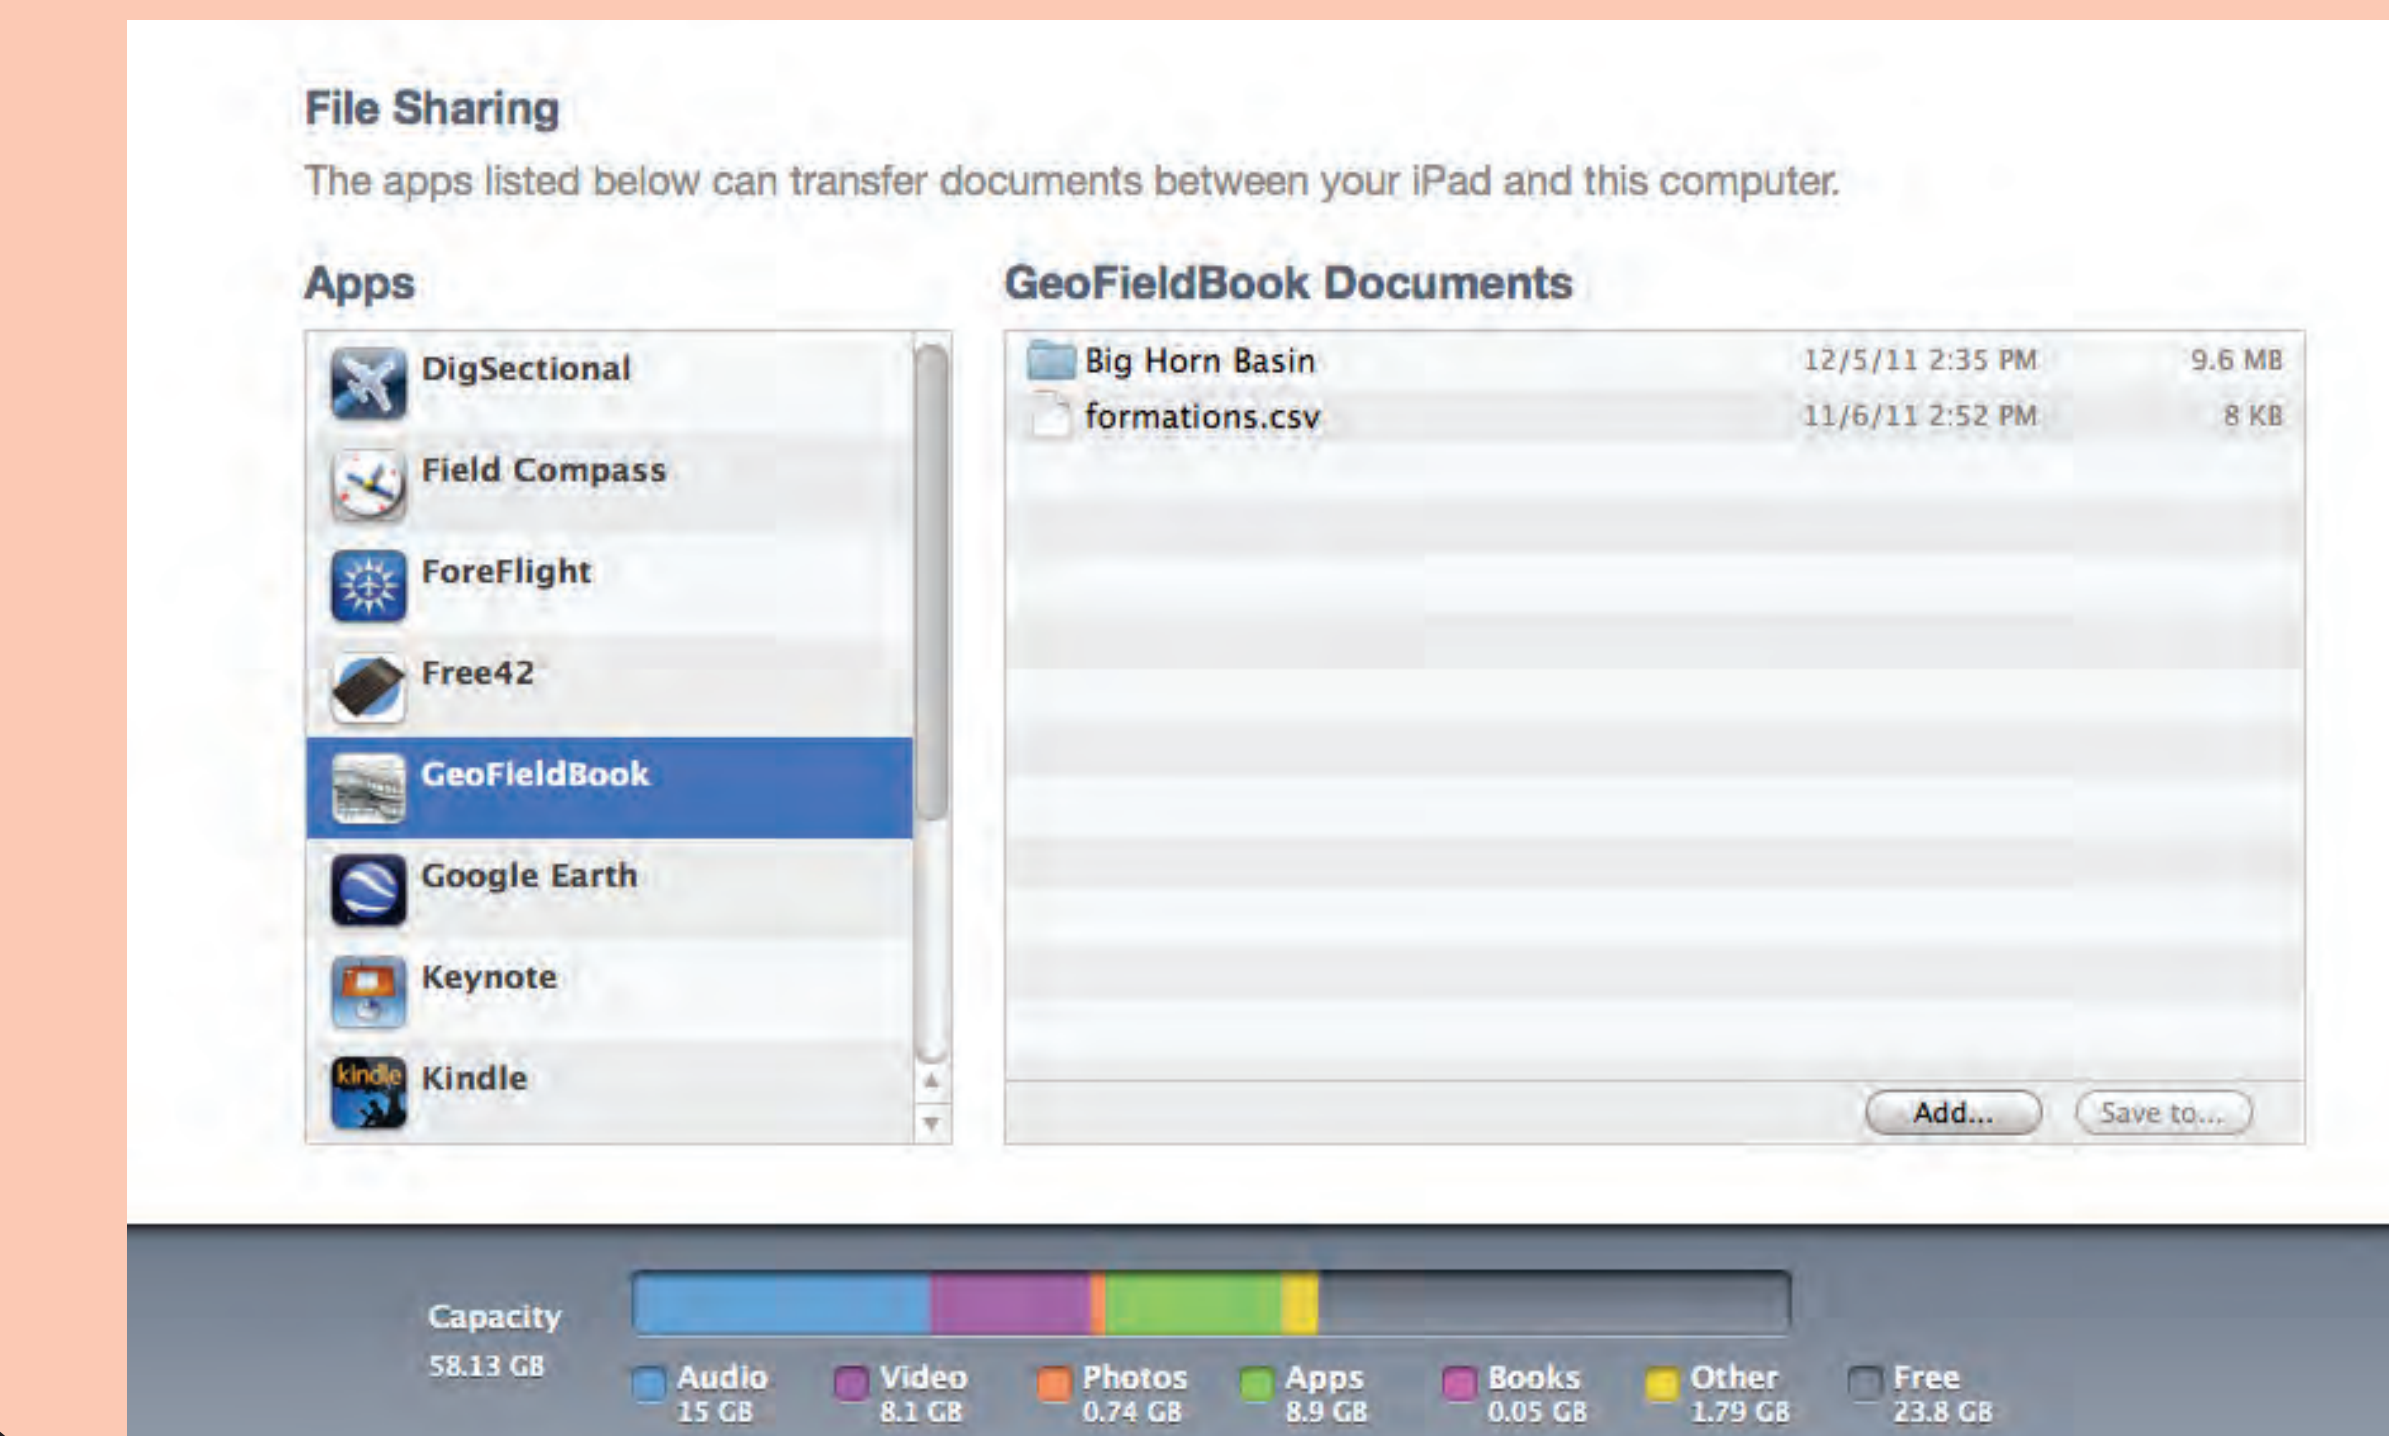 File Sharing
The apps listed below can transfer documents between your iPad and this computer.
Apps
GeoFieldBook Documents
DigSectional
Field Compass
ForeFlight
Free42
GeoFieldBook
Google Earth
Keynote
kindle
Kindle
Big Horn Basin 12/5/11 2:35 PM 9.6 MB
formations.csv 11/6/11 2:52 PM 8 KB
Add... Save to...
Capacity
58.13 GB
Audio Video Photos Apps Books Other Free
15 GB 8.1 GB 0.74 GB 8.9 GB 0.05 GB 1.79 GB 23.8 GB